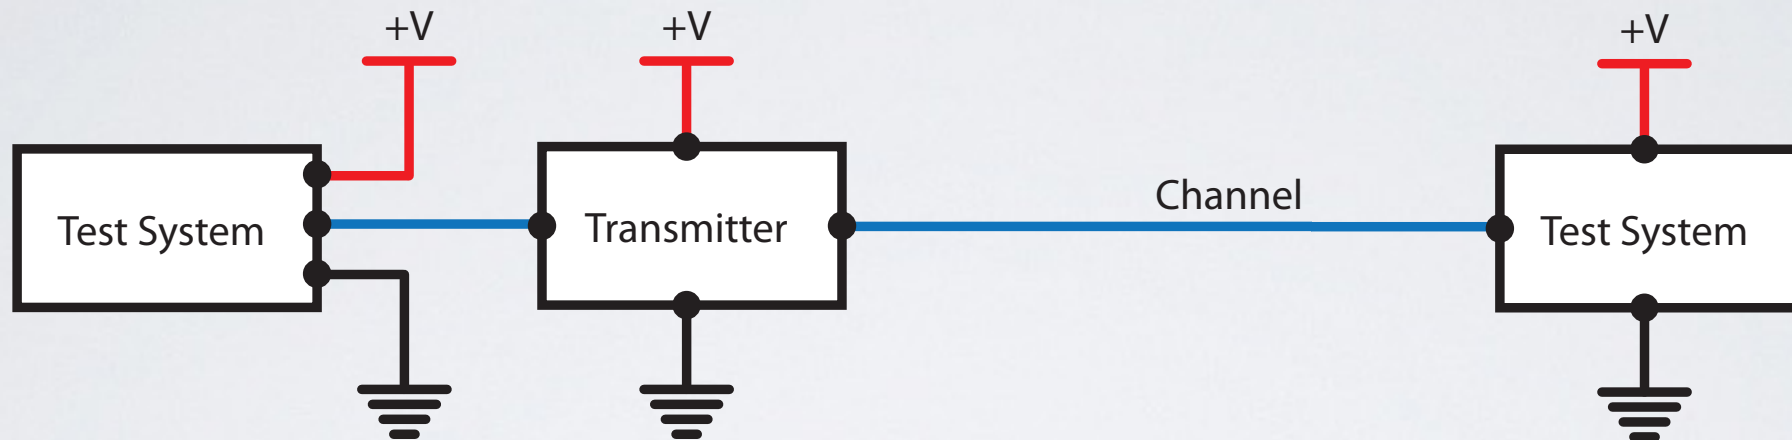 +V
+V
+V
Test System
Transmitter
Channel
Test System